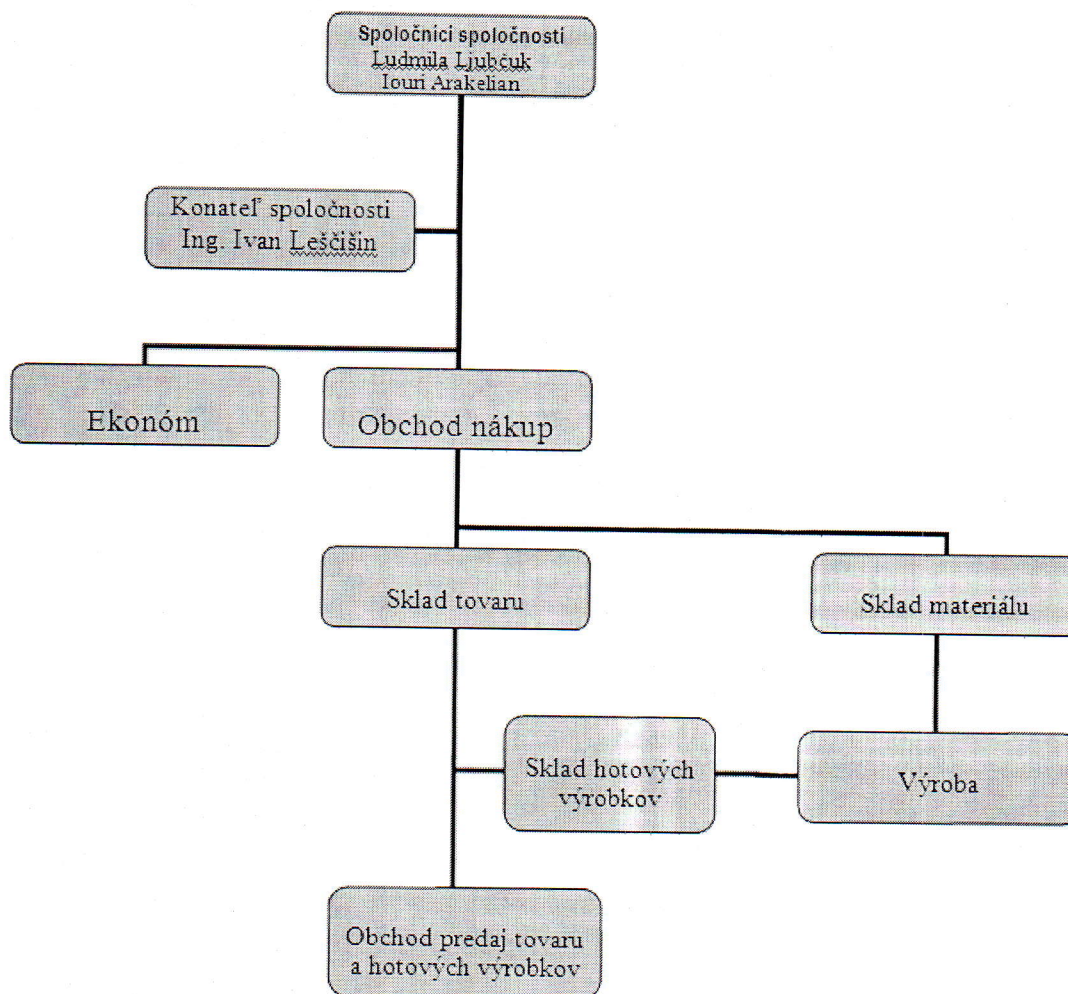 Spoločníci spoločnosti
Ludmila Ljubčuk
Iouri Arakelian
Konateľ spoločnosti
Ing. Ivan Leščišin
Ekonóm
Obchod nákup
Sklad tovaru
Sklad materiálu
Sklad hotových
výrobkov
Výroba
Obchod predaj tovaru
a hotových výrobkov